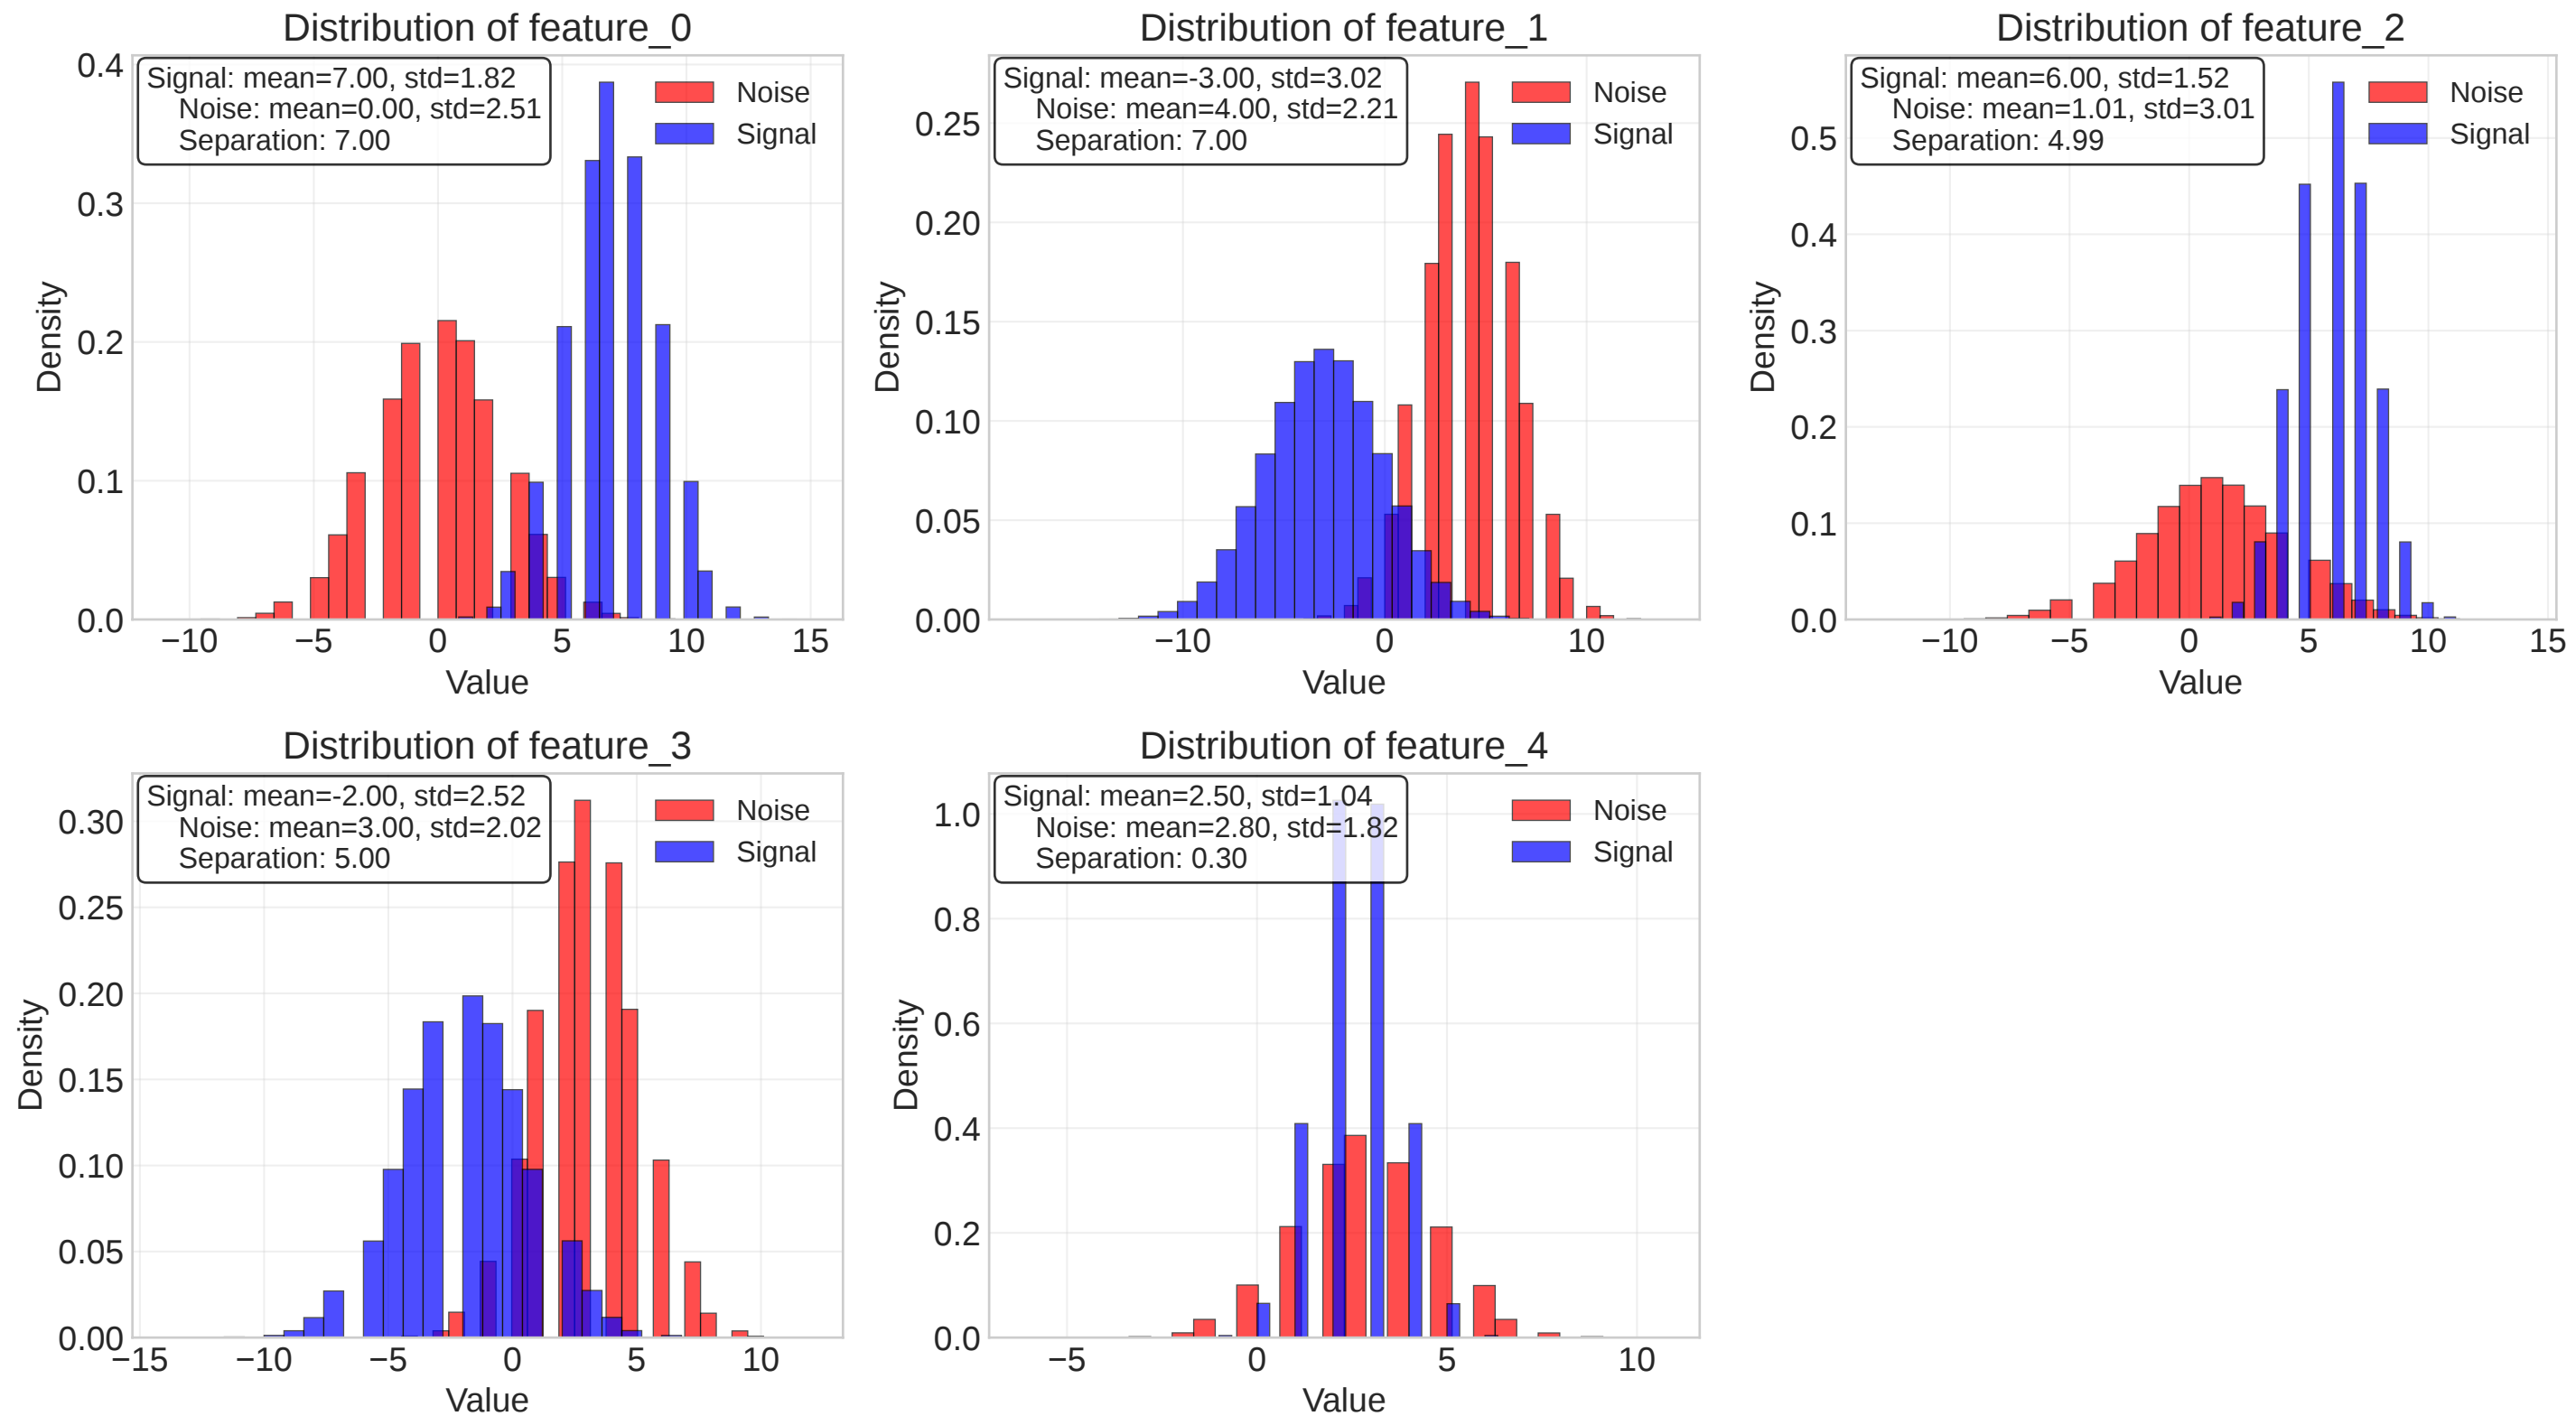 Distribution of feature_0
Signal: mean=7.00, std=1.82
Noise: mean=0.00, std=2.51
Separation: 7.00
Noise
Signal
Density
0.4
0.3
0.2
0.1
0.0
−10
−5
0
5
10
15
Value
Distribution of feature_1
Signal: mean=-3.00, std=3.02
Noise: mean=4.00, std=2.21
Separation: 7.00
Noise
Signal
Density
0.25
0.20
0.15
0.10
0.05
0.00
−10
0
10
Value
Distribution of feature_2
Signal: mean=6.00, std=1.52
Noise: mean=1.01, std=3.01
Separation: 4.99
Noise
Signal
Density
0.5
0.4
0.3
0.2
0.1
0.0
−10
−5
0
5
10
15
Value
Distribution of feature_3
Signal: mean=-2.00, std=2.52
Noise: mean=3.00, std=2.02
Separation: 5.00
Noise
Signal
Density
0.30
0.25
0.20
0.15
0.10
0.05
0.00
−15
−10
−5
0
5
10
Value
Distribution of feature_4
Signal: mean=2.50, std=1.04
Noise: mean=2.80, std=1.82
Separation: 0.30
Noise
Signal
Density
1.0
0.8
0.6
0.4
0.2
0.0
−5
0
5
10
Value